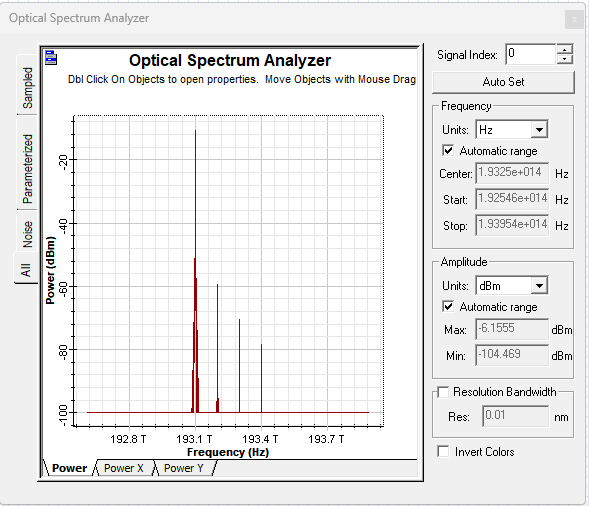 Optical Spectrum Analyzer
x
Optical Spectrum Analyzer
Dbl Click On Objects to open properties. Move Objects with Mouse Drag
Sampled
Parameterized
Noise
All
Power (dBm)
-20
-40
-60
-80
-100
192.8 T 193.1 T 193.4 T 193.7 T
Frequency (Hz)
Power Power X Power Y
Signal Index: 0
Auto Set
Frequency
Units: Hz
Automatic range
Center: 1.9325e+014 Hz
Start: 1.92546e+014 Hz
Stop: 1.93954e+014 Hz
Amplitude
Units: dBm
Automatic range
Max: -6.1555 dBm
Min: -104.469 dBm
Resolution Bandwidth
Res: 0.01 nm
Invert Colors